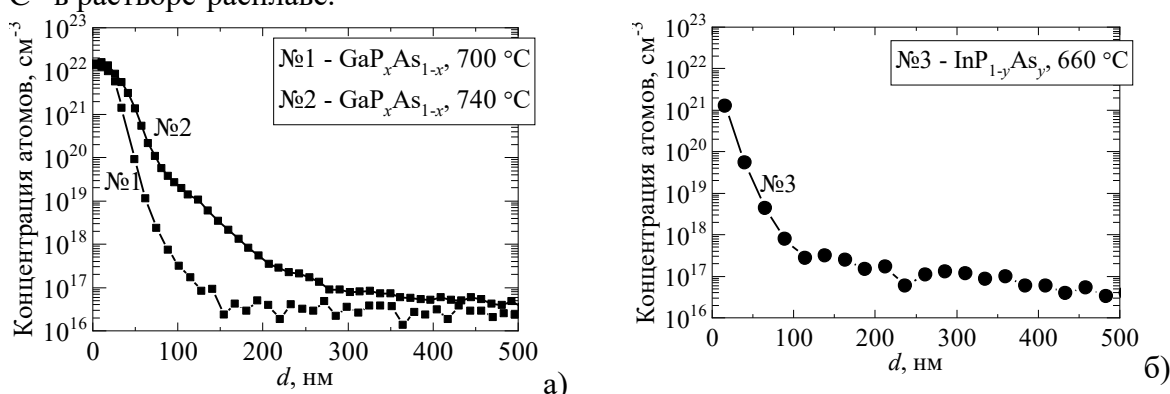 С в растворе-расплаве.
Концентрация атомов, см⁻³
10²³
10²²
10²¹
10²⁰
10¹⁹
10¹⁸
10¹⁷
10¹⁶
№1 - GaPₓAs₁₋ₓ, 700 °C
№2 - GaPₓAs₁₋ₓ, 740 °C
№2
№1
0 100 200 300 400 500
d, нм
а)
Концентрация атомов, см⁻³
10²³
10²²
10²¹
10²⁰
10¹⁹
10¹⁸
10¹⁷
10¹⁶
№3 - InP₁₋yAsy, 660 °C
№3
0 100 200 300 400 500
d, нм
б)